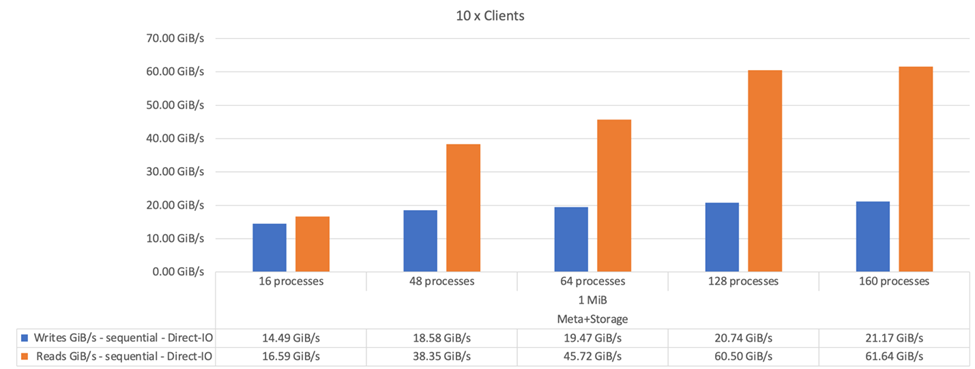 10 x Clients
70.00 GiB/s
60.00 GiB/s
50.00 GiB/s
40.00 GiB/s
30.00 GiB/s
20.00 GiB/s
10.00 GiB/s
0.00 GiB/s
16 processes 48 processes 64 processes 128 processes 160 processes
1 MiB
Meta+Storage
Writes GiB/s - sequential - Direct-IO 14.49 GiB/s 18.58 GiB/s 19.47 GiB/s 20.74 GiB/s 21.17 GiB/s
Reads GiB/s - sequential - Direct-IO 16.59 GiB/s 38.35 GiB/s 45.72 GiB/s 60.50 GiB/s 61.64 GiB/s